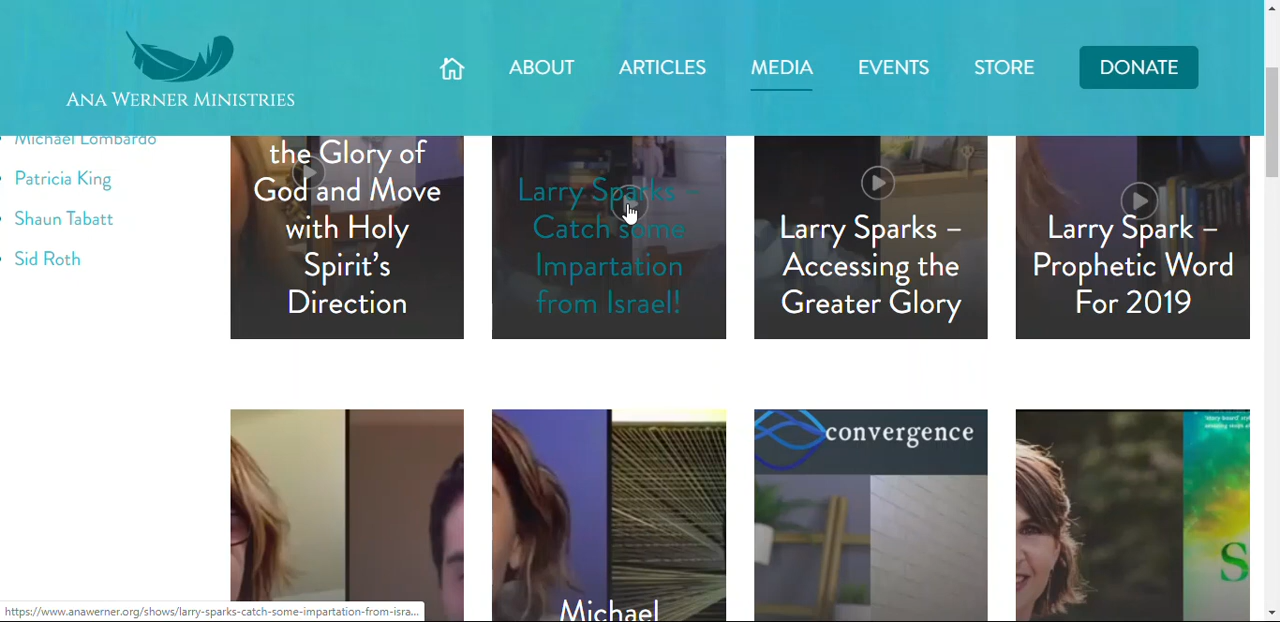 ABOUT ARTICLES MEDIA EVENTS STORE DONATE
ANA WERNER MINISTRIES
Michael Lombardo
Patricia King
Shaun Tabatt
Sid Roth
the Glory of
God and Move
with Holy
Spirit's
Direction
Larry Sparks –
Catch some
Impartation
from Israel!
Larry Sparks –
Accessing the
Greater Glory
Larry Spark –
Prophetic Word
For 2019
convergence
Michael
S
https://www.anawerner.org/shows/larry-sparks-catch-some-impartation-from-isra...